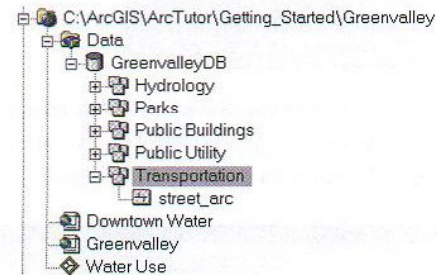 C:\ArcGIS\ArcTutor\Getting_Started\Greenvalley
Data
GreenvalleyDB
Hydrology
Parks
Public Buildings
Public Utility
Transportation
street_arc
Downtown Water
Greenvalley
Water Use